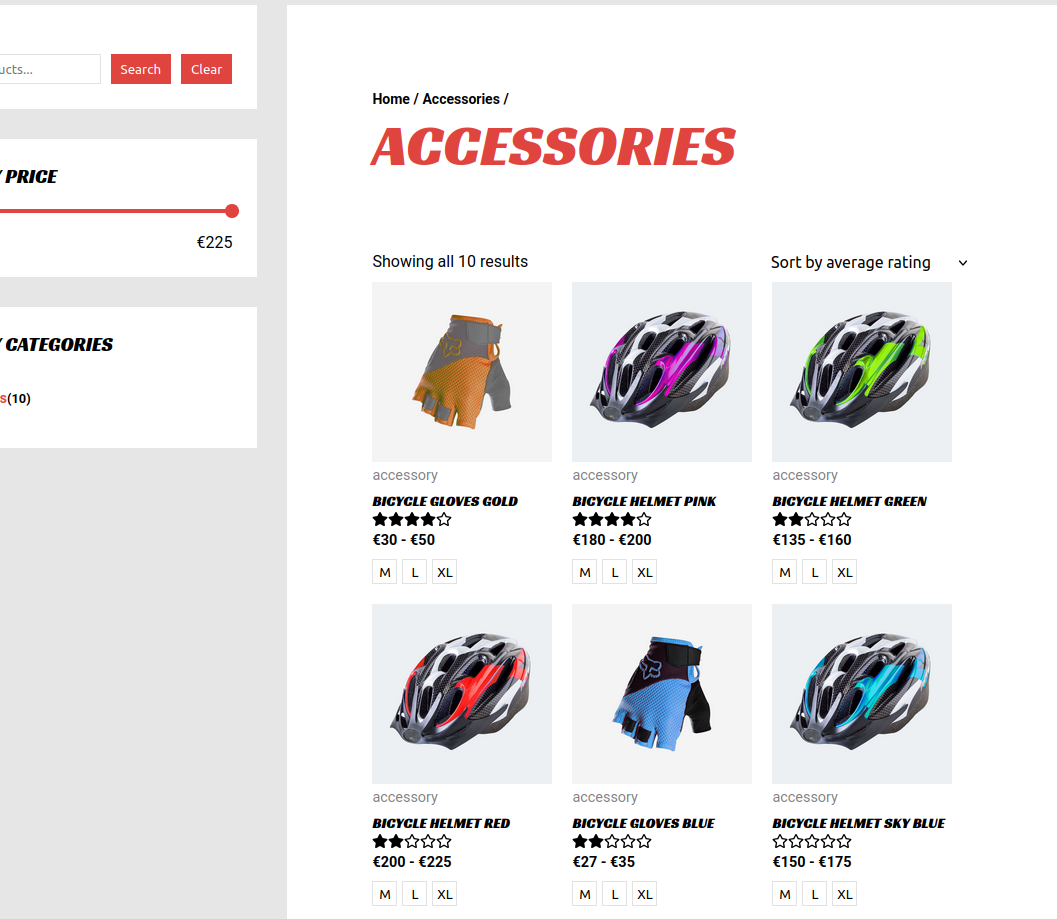 ucts...
Search
Clear
Y PRICE
€225
Y CATEGORIES
s(10)
Home / Accessories /
ACCESSORIES
Showing all 10 results
Sort by average rating
accessory
BICYCLE GLOVES GOLD
€30 - €50
M L XL
accessory
BICYCLE HELMET PINK
€180 - €200
M L XL
accessory
BICYCLE HELMET GREEN
€135 - €160
M L XL
accessory
BICYCLE HELMET RED
€200 - €225
M L XL
accessory
BICYCLE GLOVES BLUE
€27 - €35
M L XL
accessory
BICYCLE HELMET SKY BLUE
€150 - €175
M L XL